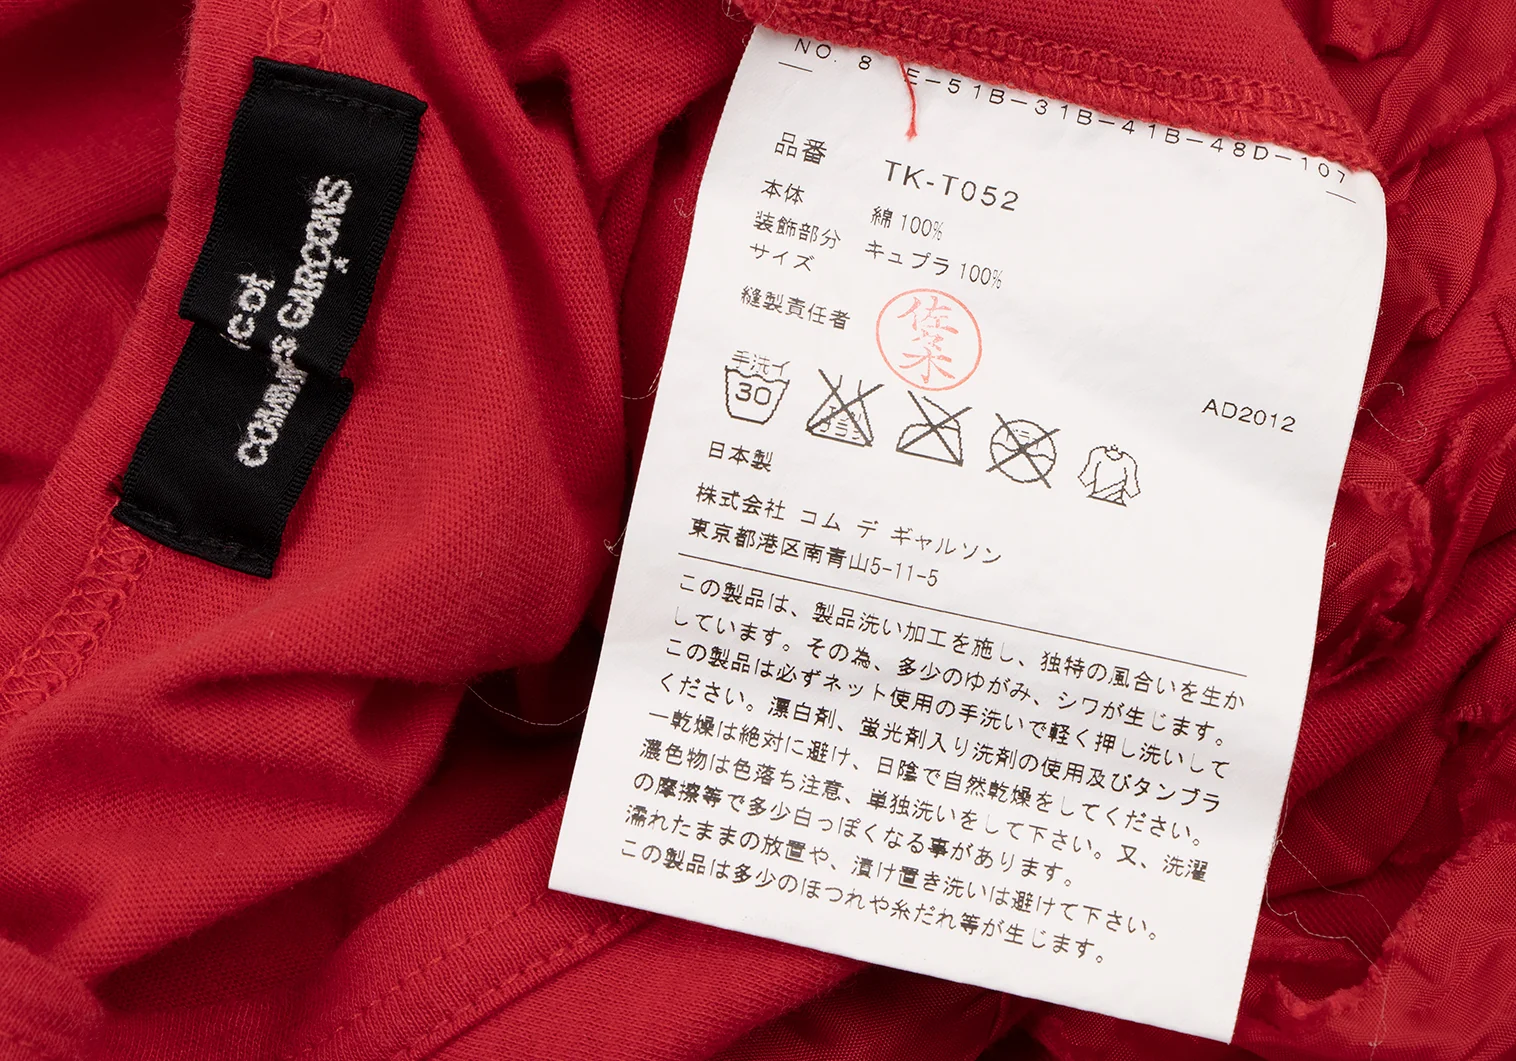 COMME des GARÇONS
NO. 8 E-51B-31B-41B-48D-107
品番 TK-T052
本体 綿 100%
装飾部分 キュプラ 100%
サイズ
縫製責任者 佐々木
手洗イ
30
AD2012
日本製
株式会社 コム デ ギャルソン
東京都港区南青山5-11-5
この製品は、製品洗い加工を施し、独特の風合いを生か
しています。その為、多少のゆがみ、シワが生じます。
この製品は必ずネット使用の手洗いで軽く押し洗いして
ください。漂白剤、蛍光剤入り洗剤の使用及びタンブラ
ー乾燥は絶対に避け、日陰で自然乾燥をしてください。
濃色物は色落ち注意、単独洗いをして下さい。又、洗濯
の摩擦等で多少白っぽくなる事があります。
濡れたままの放置や、漬け置き洗いは避けて下さい。
この製品は多少のほつれや糸だれ等が生じます。